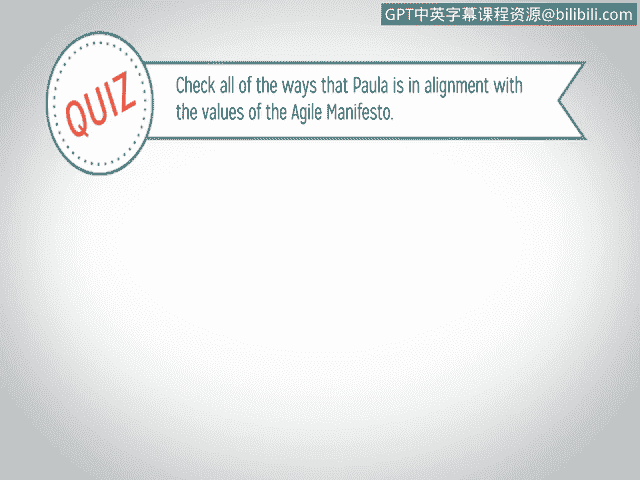 GPT中英字幕课程资源@bilibili.com
QUIZ
Check all of the ways that Paula is in alignment with
the values of the Agile Manifesto.